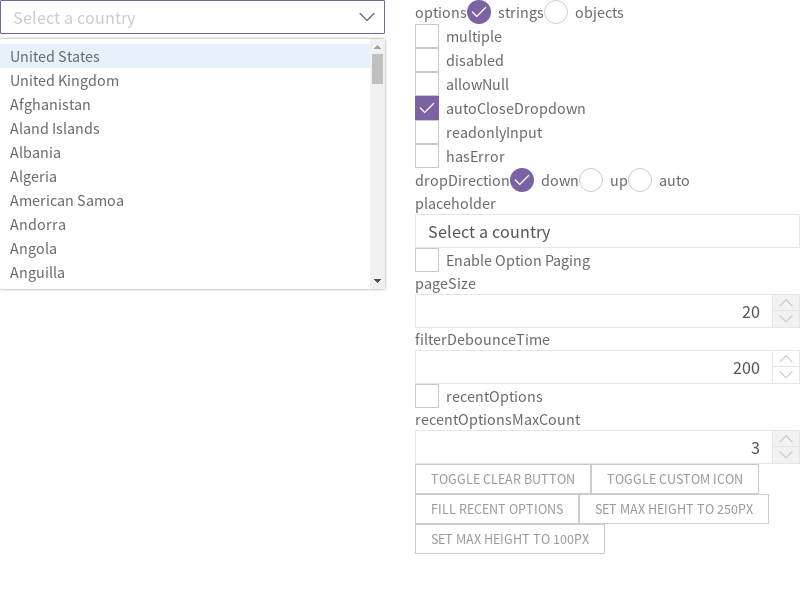 Select a country
United States
United Kingdom
Afghanistan
Aland Islands
Albania
Algeria
American Samoa
Andorra
Angola
Anguilla
options strings objects
multiple
disabled
allowNull
autoCloseDropdown
readonlyInput
hasError
dropDirection down up auto
placeholder
Select a country
Enable Option Paging
pageSize
20
filterDebounceTime
200
recentOptions
recentOptionsMaxCount
3
TOGGLE CLEAR BUTTON TOGGLE CUSTOM ICON
FILL RECENT OPTIONS SET MAX HEIGHT TO 250PX
SET MAX HEIGHT TO 100PX